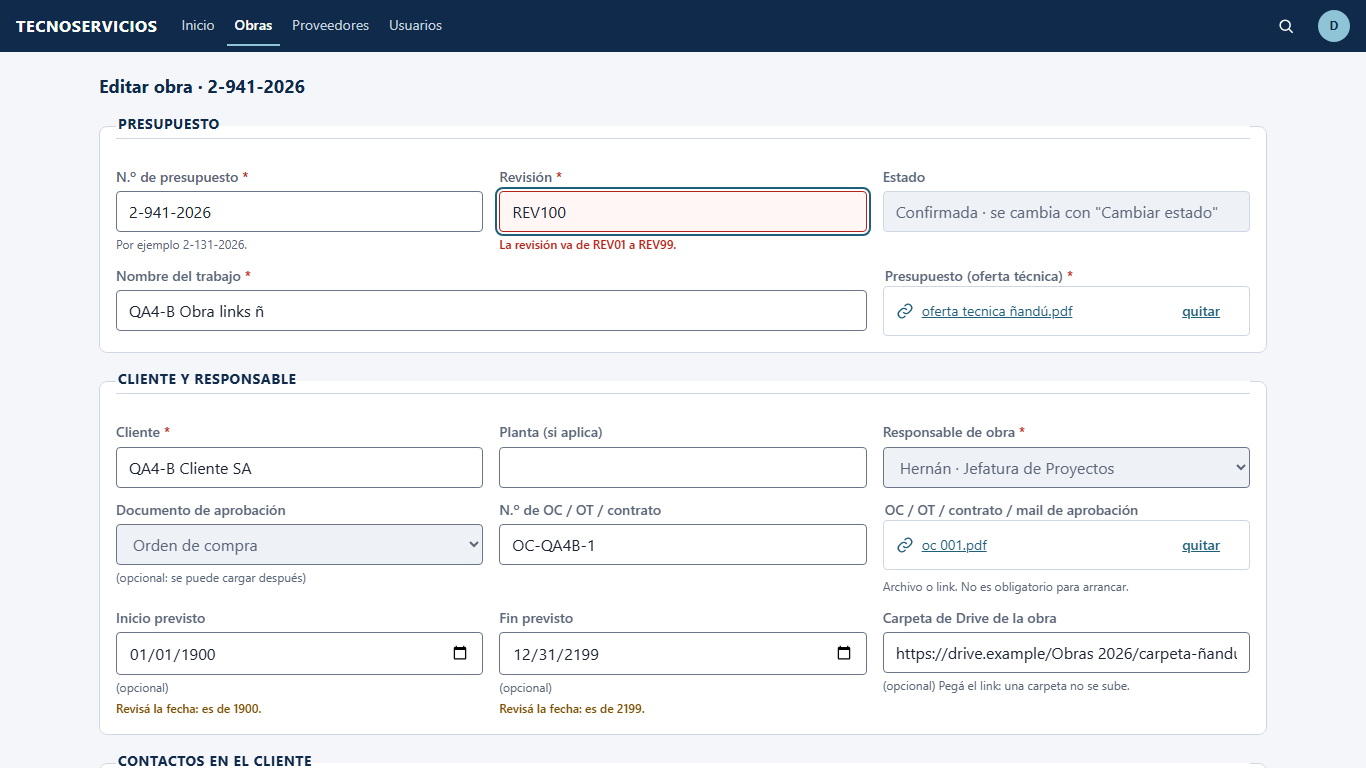 TECNOSERVICIOS Inicio Obras Proveedores Usuarios D
Editar obra · 2-941-2026
PRESUPUESTO
N.º de presupuesto * Revisión * Estado
2-941-2026 REV100 Confirmada · se cambia con "Cambiar estado"
Por ejemplo 2-131-2026. La revisión va de REV01 a REV99.
Nombre del trabajo * Presupuesto (oferta técnica) *
QA4-B Obra links ñ oferta tecnica ñandú.pdf quitar
CLIENTE Y RESPONSABLE
Cliente * Planta (si aplica) Responsable de obra *
QA4-B Cliente SA Hernán · Jefatura de Proyectos
Documento de aprobación N.º de OC / OT / contrato OC / OT / contrato / mail de aprobación
Orden de compra OC-QA4B-1 oc 001.pdf quitar
(opcional: se puede cargar después) Archivo o link. No es obligatorio para arrancar.
Inicio previsto Fin previsto Carpeta de Drive de la obra
01/01/1900 12/31/2199 https://drive.example/Obras 2026/carpeta-ñandu
(opcional) (opcional) (opcional) Pegá el link: una carpeta no se sube.
Revisá la fecha: es de 1900. Revisá la fecha: es de 2199.
CONTACTOS EN EL CLIENTE